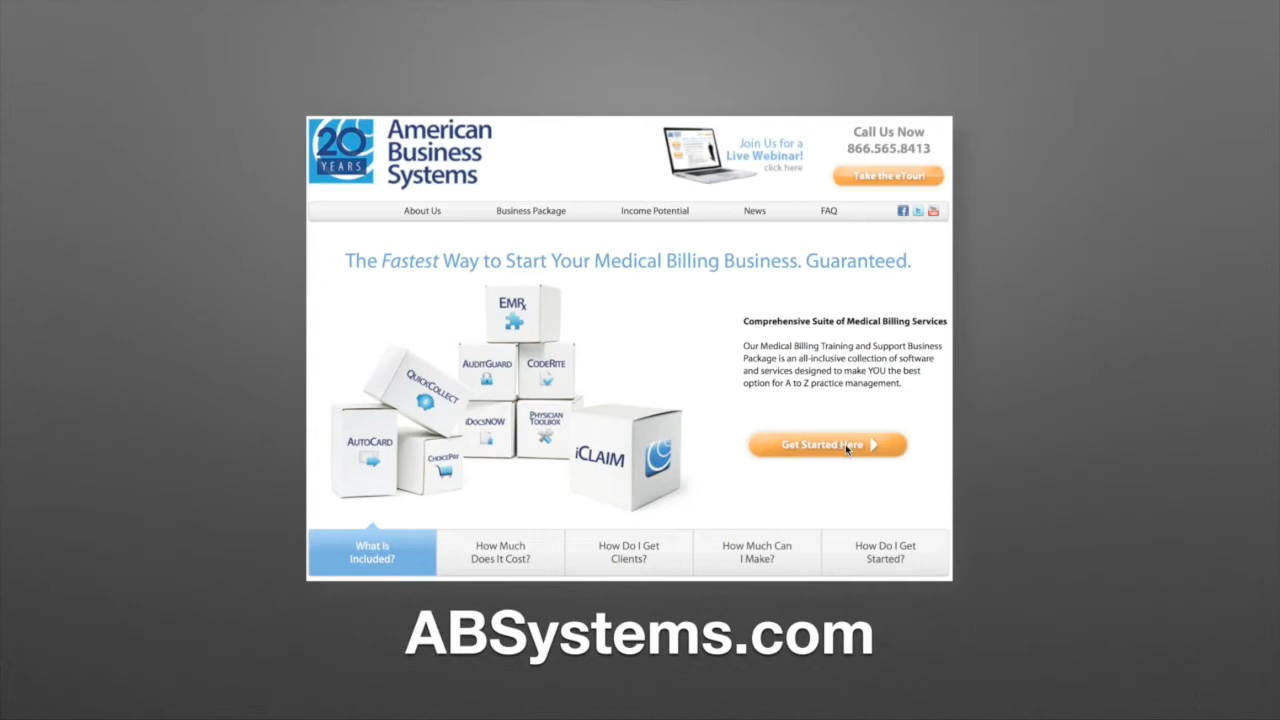 20
YEARS
American
Business
Systems
Join Us for a
Live Webinar!
click here
Call Us Now
866.565.8413
Take the eTour!
About Us
Business Package
Income Potential
News
FAQ
The Fastest Way to Start Your Medical Billing Business. Guaranteed.
EMRx
AUDITGUARD
CODERITE
QUICKCOLLECT
iDOCSNOW
PHYSICIAN
TOOLBOX
AUTOCARD
CHOICEPAY
iCLAIM
Comprehensive Suite of Medical Billing Services
Our Medical Billing Training and Support Business
Package is an all-inclusive collection of software
and services designed to make YOU the best
option for A to Z practice management.
Get Started Here
What Is
Included?
How Much
Does It Cost?
How Do I Get
Clients?
How Much Can
I Make?
How Do I Get
Started?
ABSystems.com